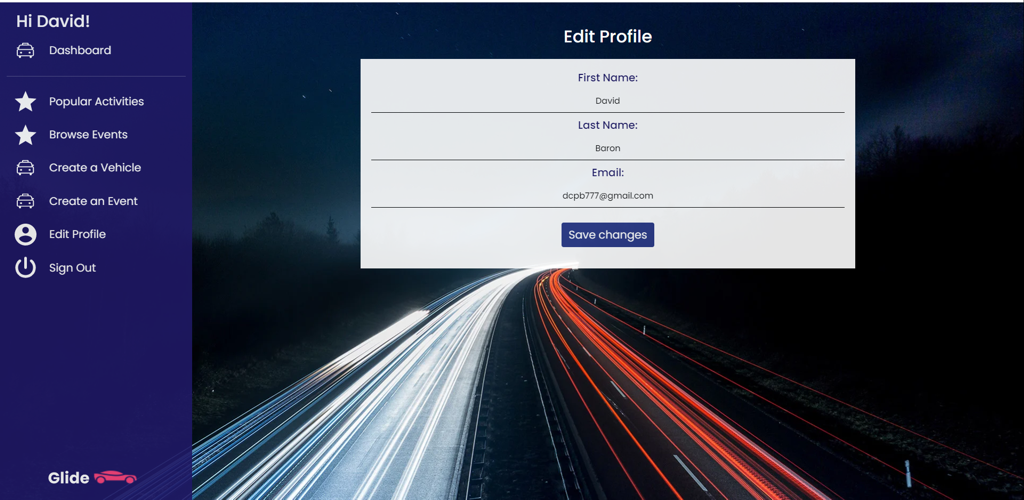 Hi David!
Dashboard
Popular Activities
Browse Events
Create a Vehicle
Create an Event
Edit Profile
Sign Out
Glide
Edit Profile
First Name:
David
Last Name:
Baron
Email:
dcpb777@gmail.com
Save changes